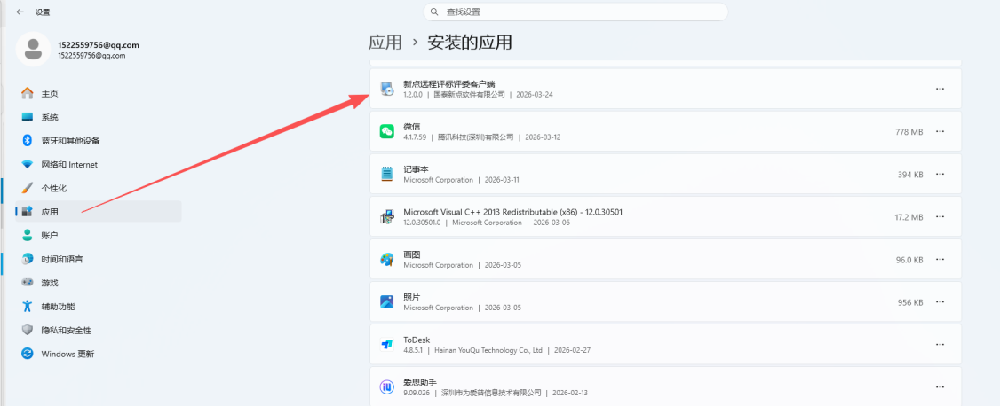 设置
查找设置
1522559756@qq.com
1522559756@qq.com
主页
系统
蓝牙和其他设备
网络和 Internet
个性化
应用
账户
时间和语言
游戏
辅助功能
隐私和安全性
Windows 更新
应用 › 安装的应用
新点远程评标评委客户端
1.2.0.0 | 国泰新点软件有限公司 | 2026-03-24
微信
4.1.7.59 | 腾讯科技(深圳)有限公司 | 2026-03-12
778 MB
记事本
Microsoft Corporation | 2026-03-11
394 KB
Microsoft Visual C++ 2013 Redistributable (x86) - 12.0.30501
12.0.30501.0 | Microsoft Corporation | 2026-03-06
17.2 MB
画图
Microsoft Corporation | 2026-03-05
96.0 KB
照片
Microsoft Corporation | 2026-03-05
956 KB
ToDesk
4.8.5.1 | Hainan YouQu Technology Co., Ltd | 2026-02-27
爱思助手
9.09.026 | 深圳市为爱普信息技术有限公司 | 2026-02-13